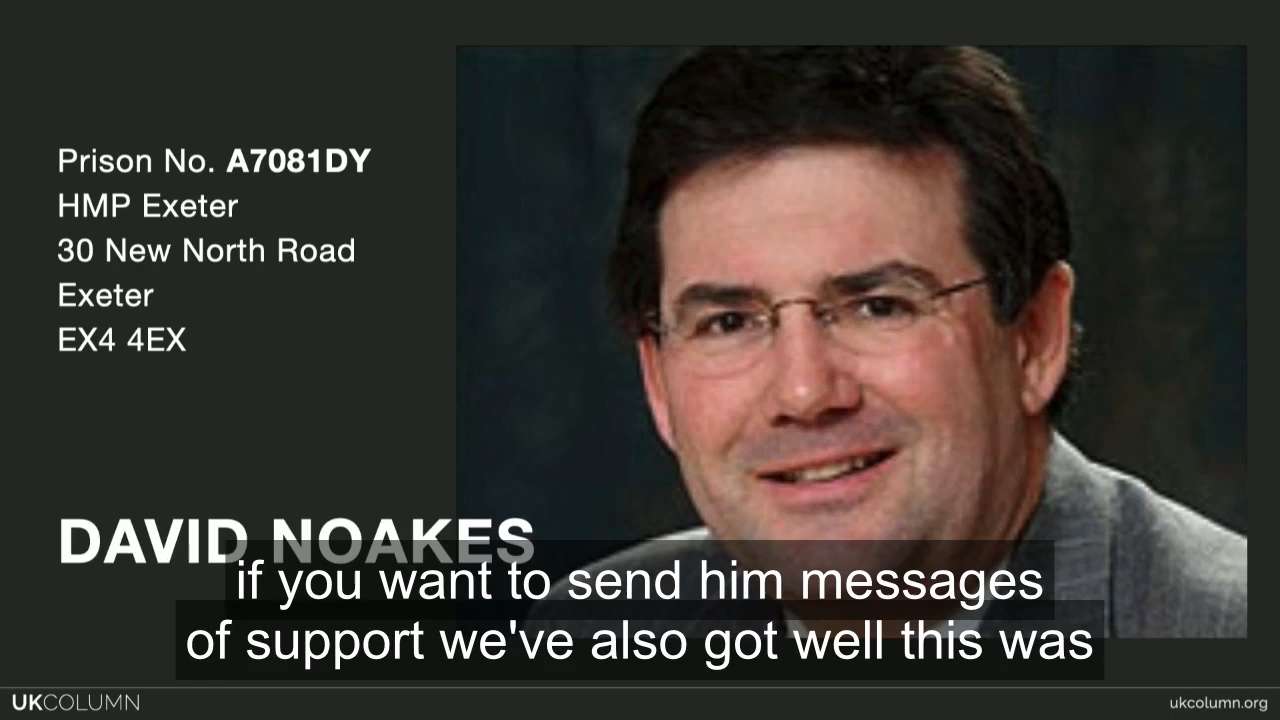 Prison No. A7081DY
HMP Exeter
30 New North Road
Exeter
EX4 4EX
DAVID NOAKES
if you want to send him messages
of support we've also got well this was
UKCOLUMN
ukcolumn.org